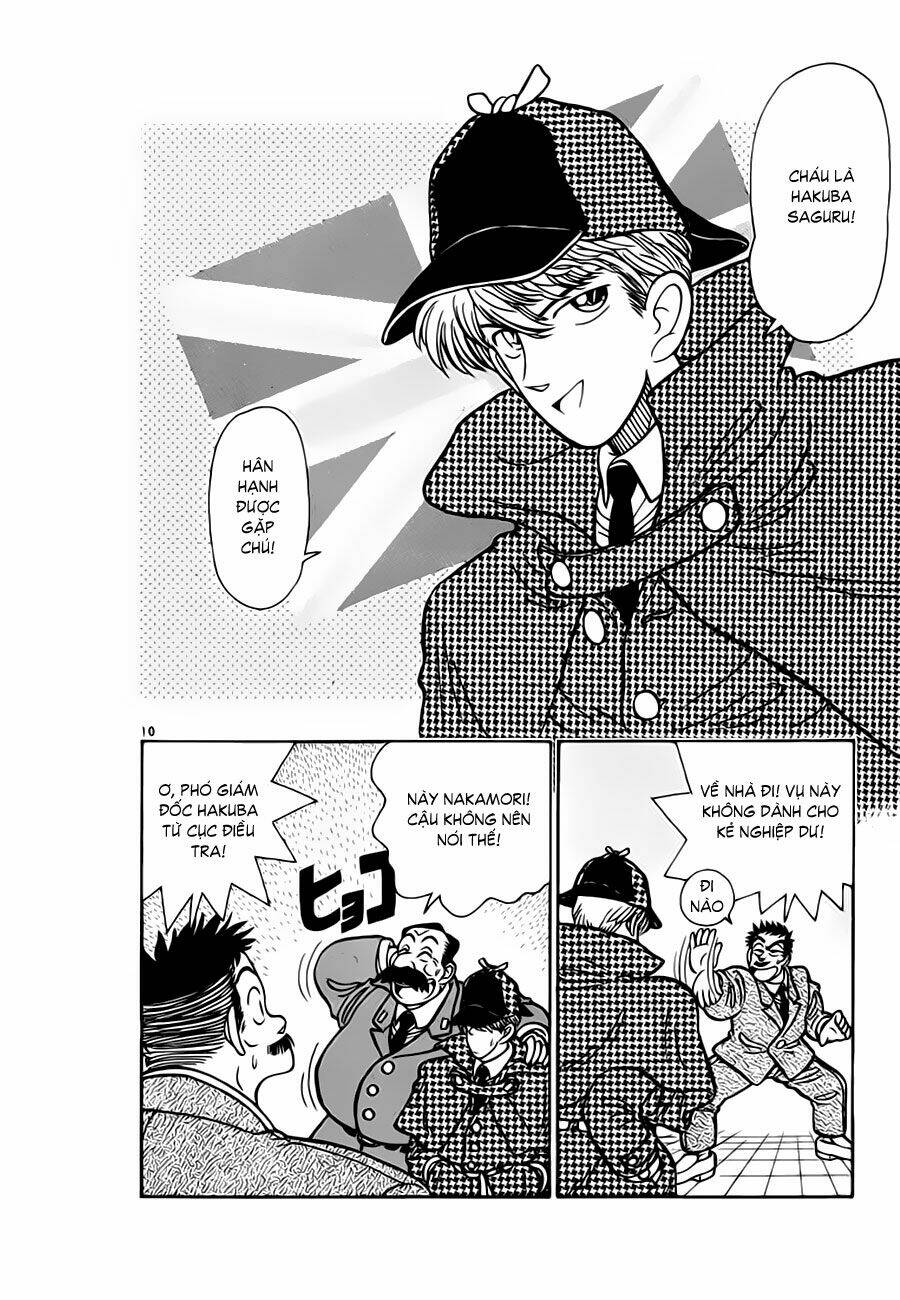 CHÁU LÀ
HAKUBA
SAGURU!
HÂN
HẠNH
ĐƯỢC
GẶP
CHÚ!
10
VỀ NHÀ ĐI! VỤ NÀY
KHÔNG DÀNH CHO
KẺ NGHIỆP DƯ!
ĐI
NÀO
NÀY NAKAMORI!
CẬU KHÔNG NÊN
NÓI THẾ!
ヒョコ
Ơ, PHÓ GIÁM
ĐỐC HAKUBA
TỪ CỤC ĐIỀU
TRA!